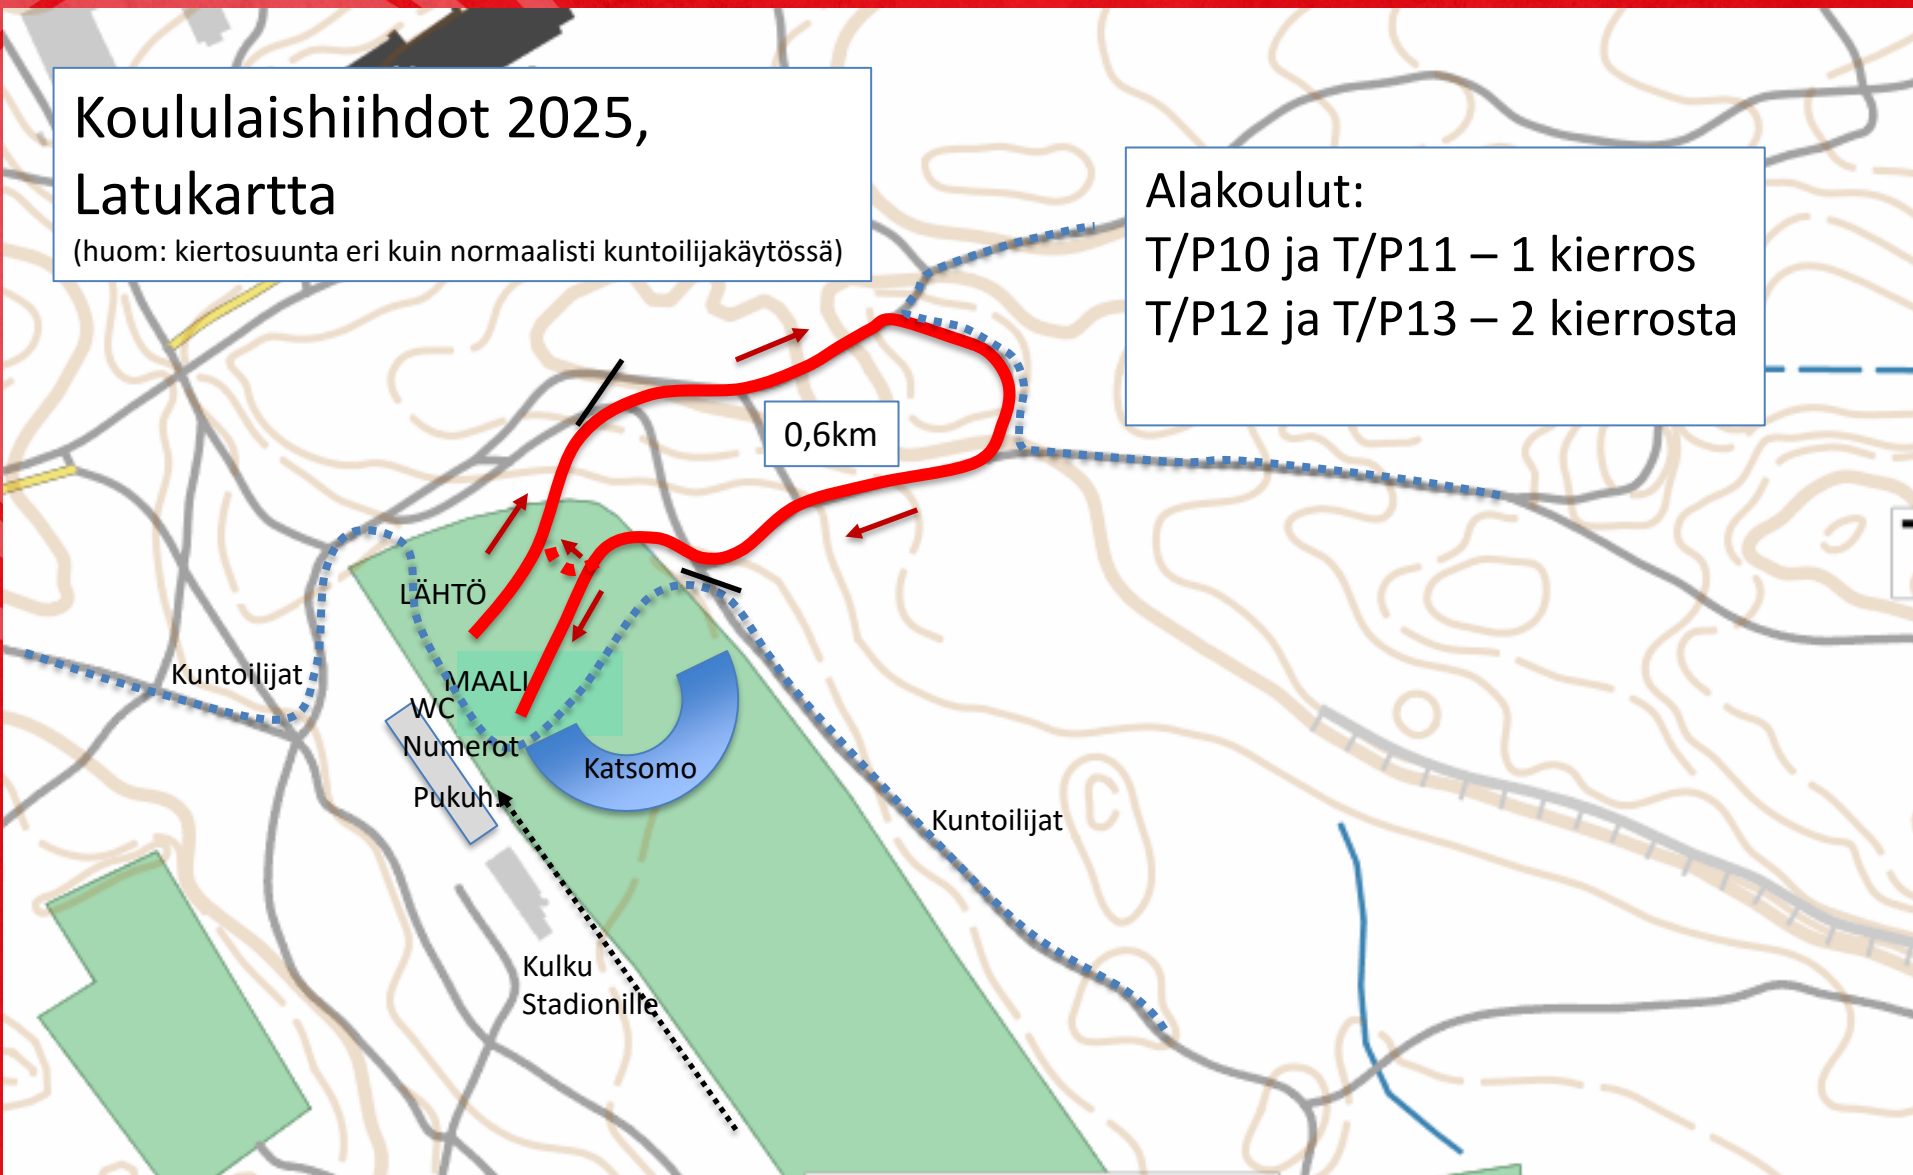 Koululaishiihdot 2025,
Latukartta
(huom: kiertosuunta eri kuin normaalisti kuntoilijakäytössä)
Alakoulut:
T/P10 ja T/P11 – 1 kierros
T/P12 ja T/P13 – 2 kierrosta
0,6km
LÄHTÖ
Kuntoilijat
MAALI
WC
Numerot
Pukuh.
Katsomo
Kuntoilijat
Kulku
Stadionille